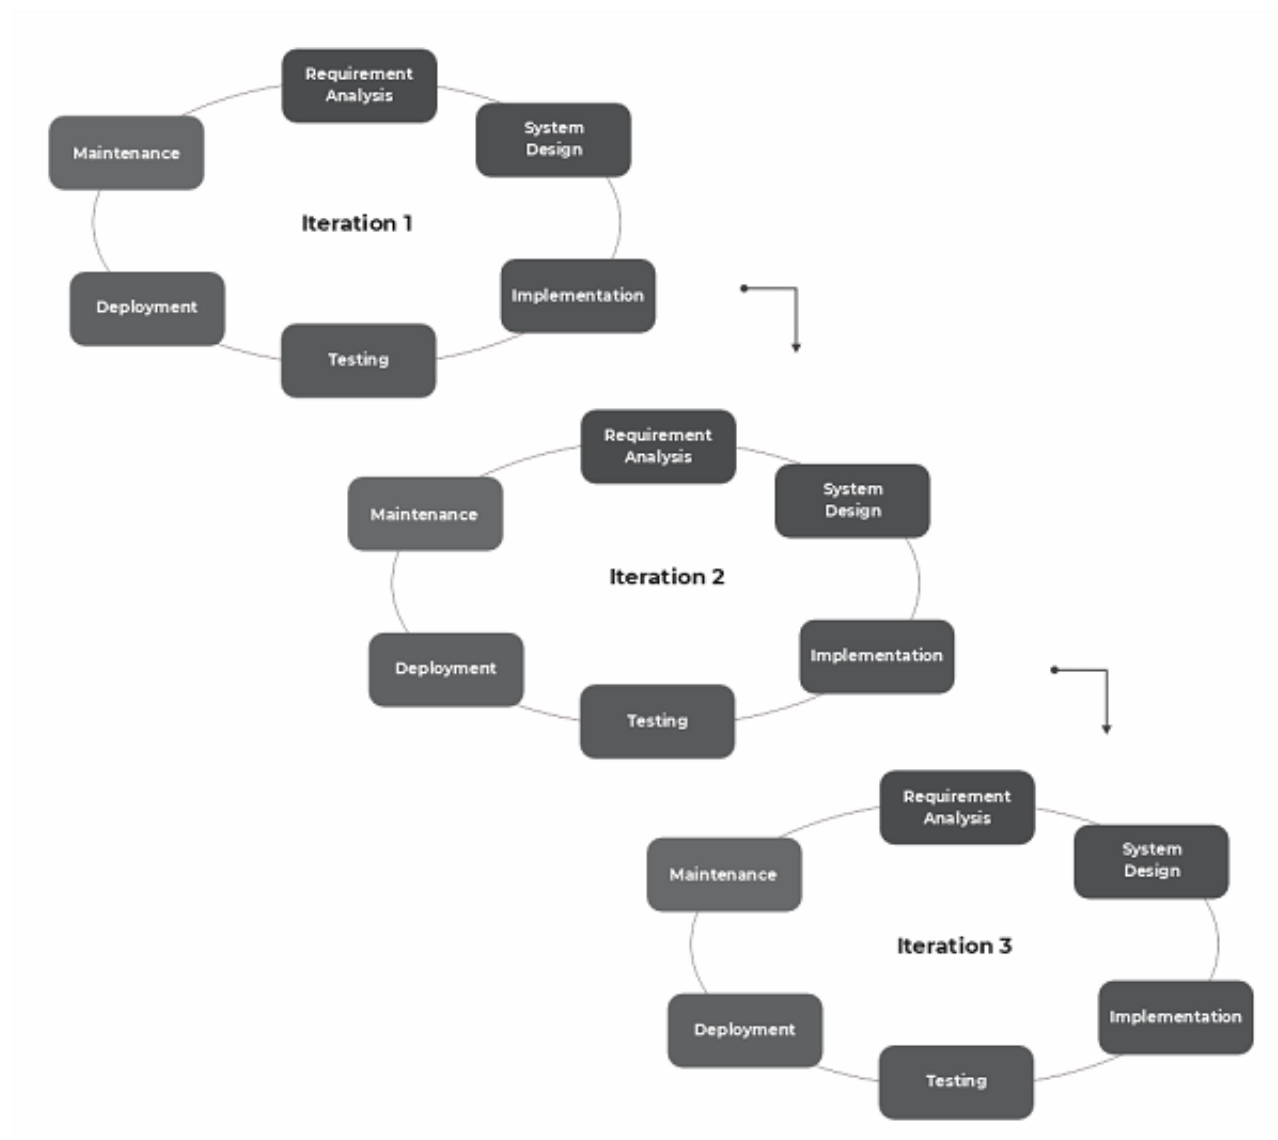 Requirement
Analysis
System
Design
Maintenance
Iteration 1
Implementation
Deployment
Testing
Requirement
Analysis
System
Design
Maintenance
Iteration 2
Implementation
Deployment
Testing
Requirement
Analysis
System
Design
Maintenance
Iteration 3
Implementation
Deployment
Testing